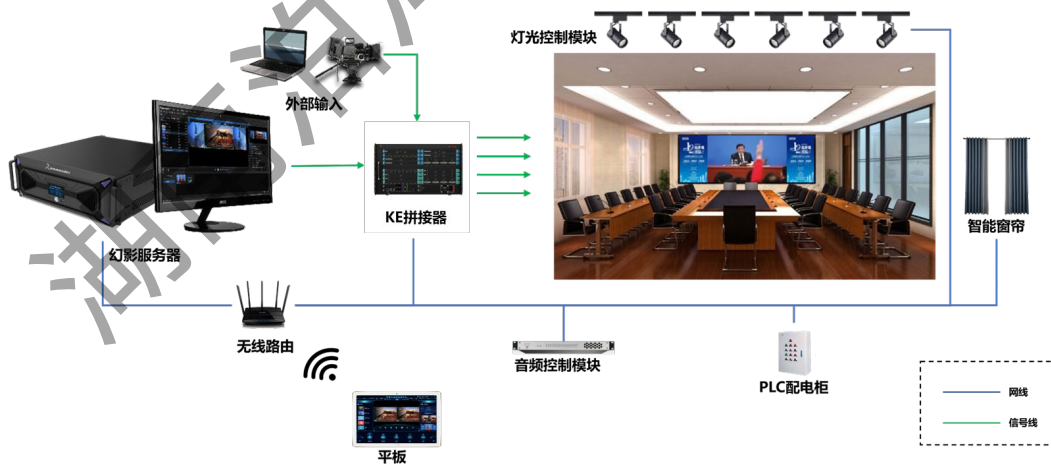 灯光控制模块
外部输入
KE拼接器
智能窗帘
幻影服务器
无线路由
音频控制模块
PLC配电柜
网线
信号线
平板